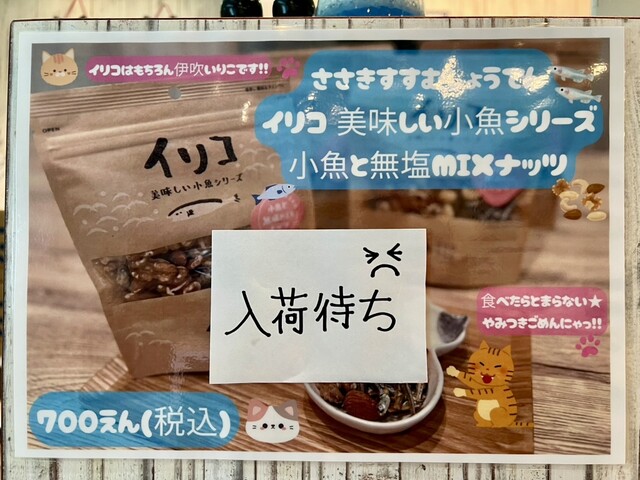 イリコはもちろん伊吹いりこです!!
ささきすすむしょうてん
イリコ 美味しい小魚シリーズ
小魚と無塩MIXナッツ
OPEN
イリコ
美味しい小魚シリーズ
入荷待ち
食べたらとまらない★
やみつきごめんにゃっ!!
700えん(税込)